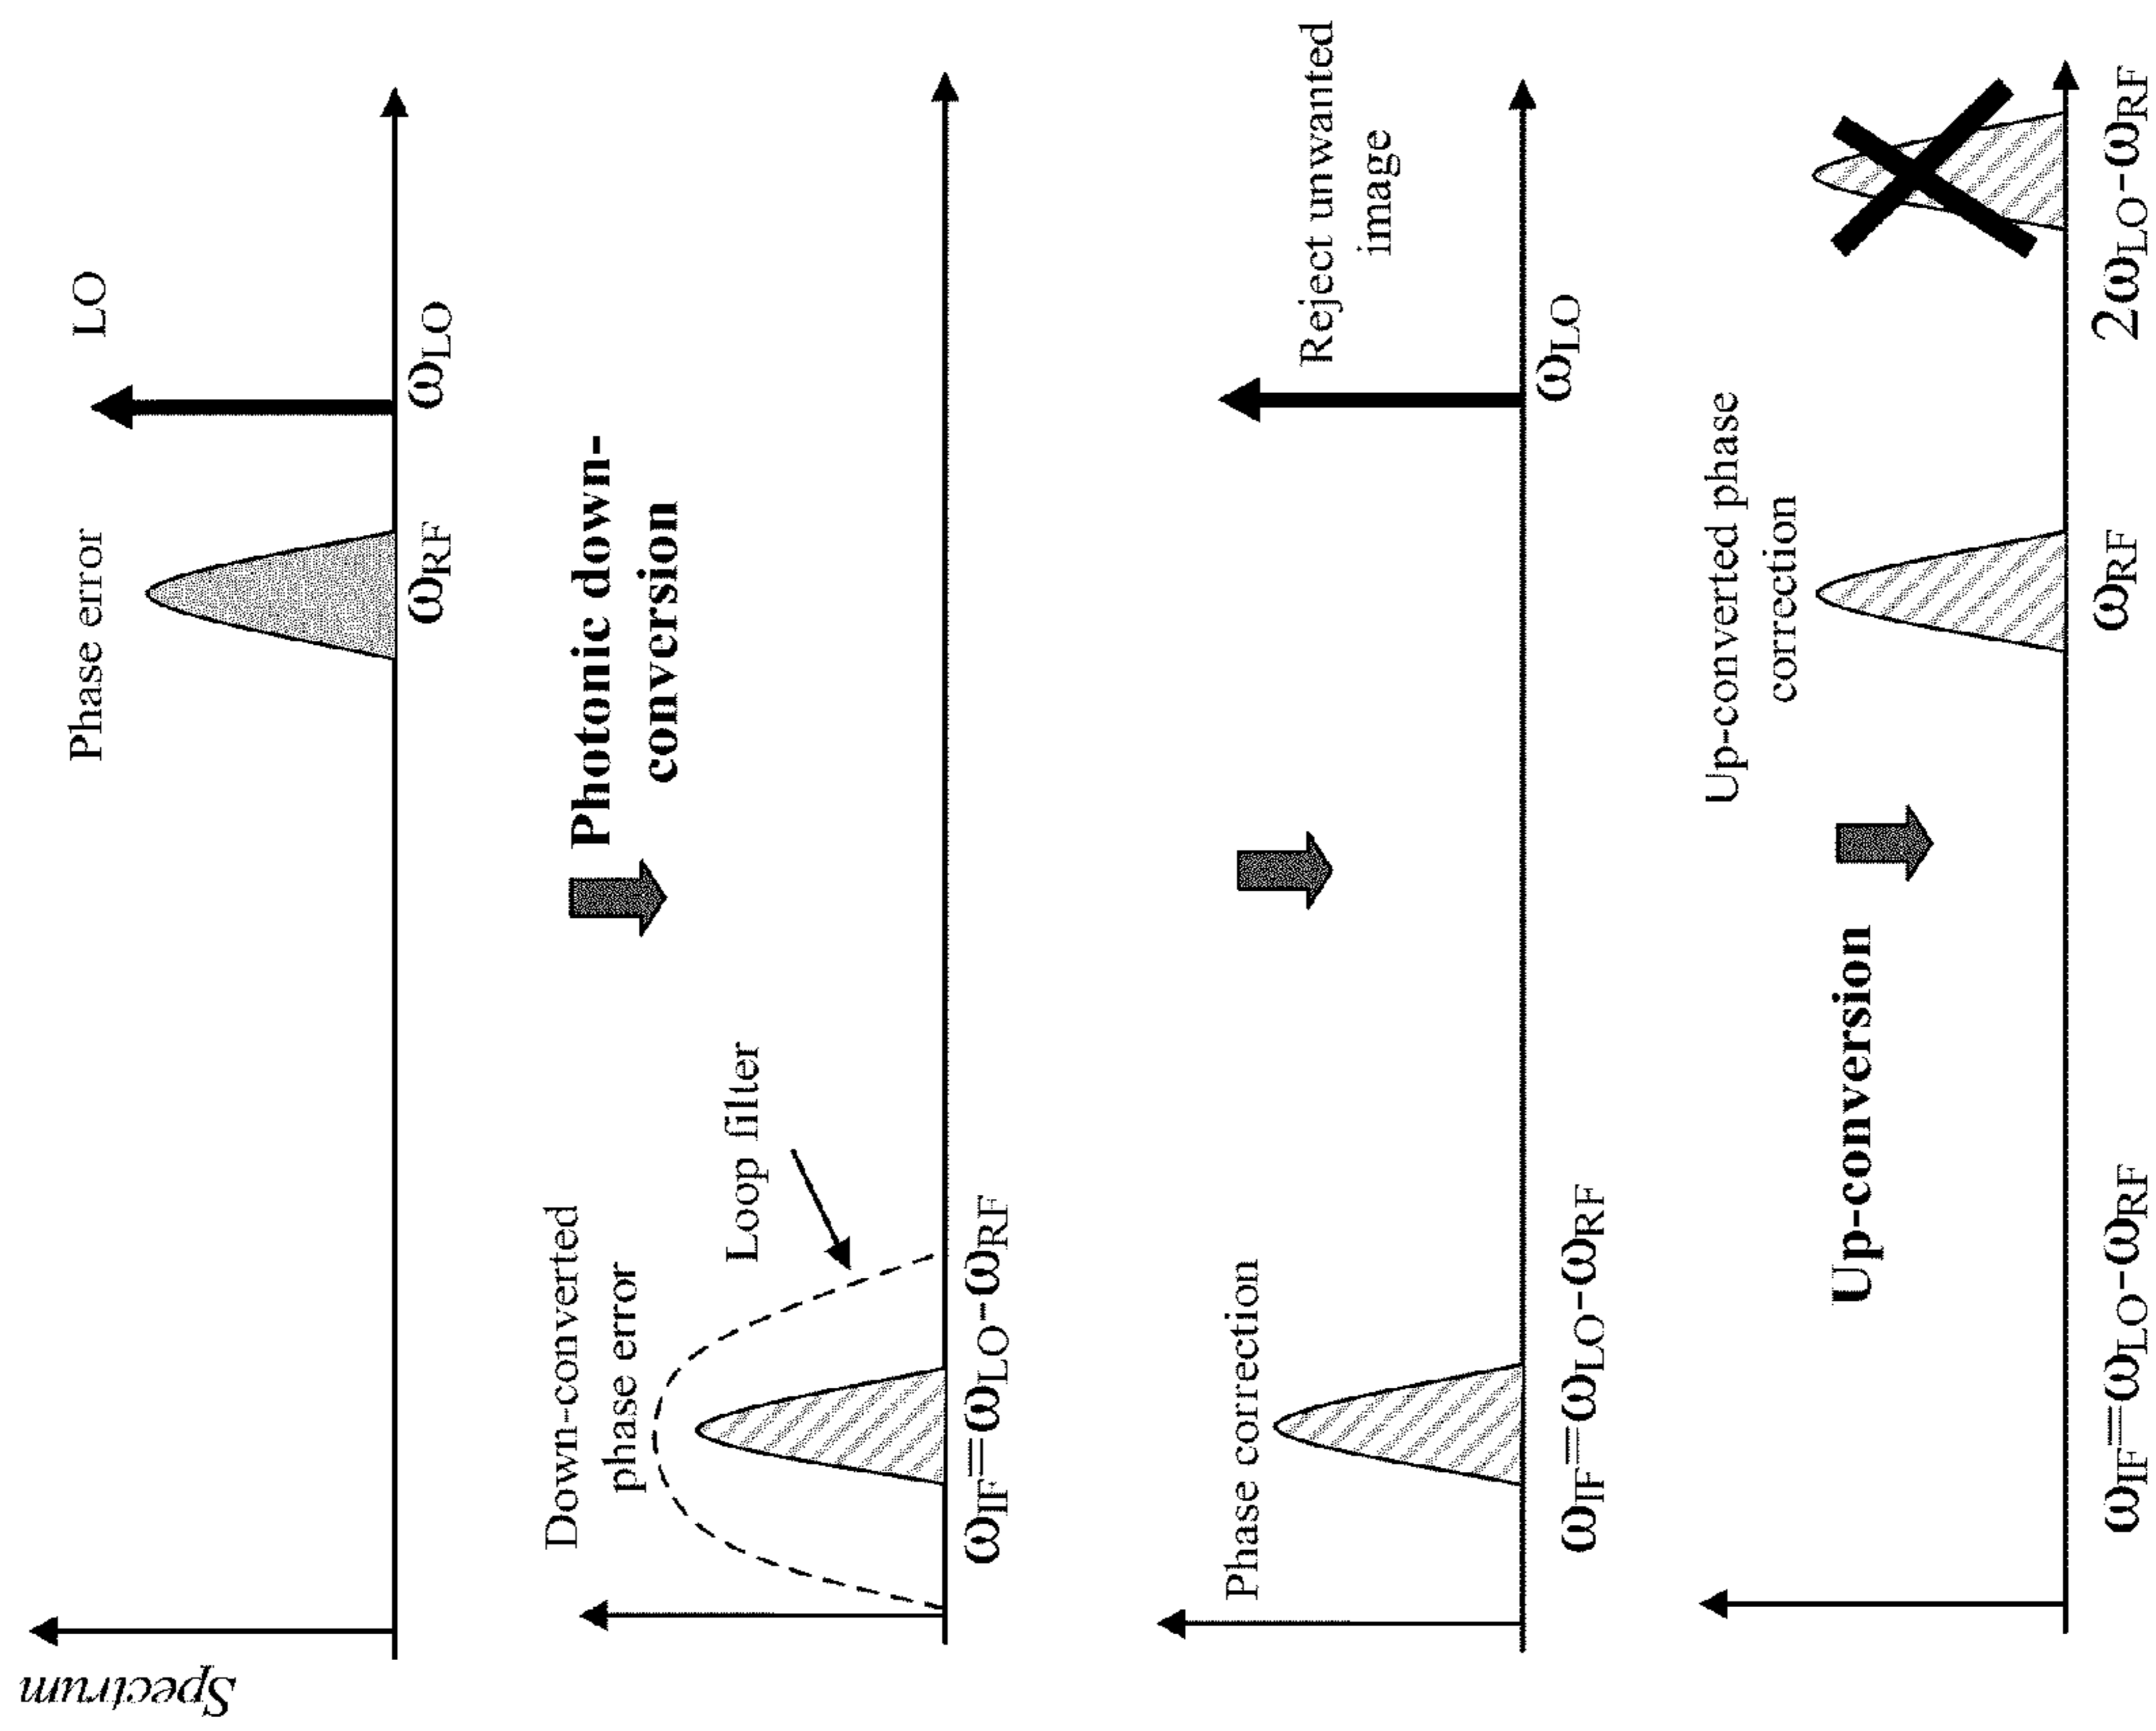 Spectrum
Phase error
LO
ωRF
ωLO
Photonic down-
conversion
Down-converted
phase error
Loop filter
ωIF=ωLO-ωRF
Phase correction
Reject unwanted
image
ωIF=ωLO-ωRF
ωLO
Up-conversion
Up-converted phase
correction
ωIF=ωLO-ωRF
ωRF
2ωLO-ωRF